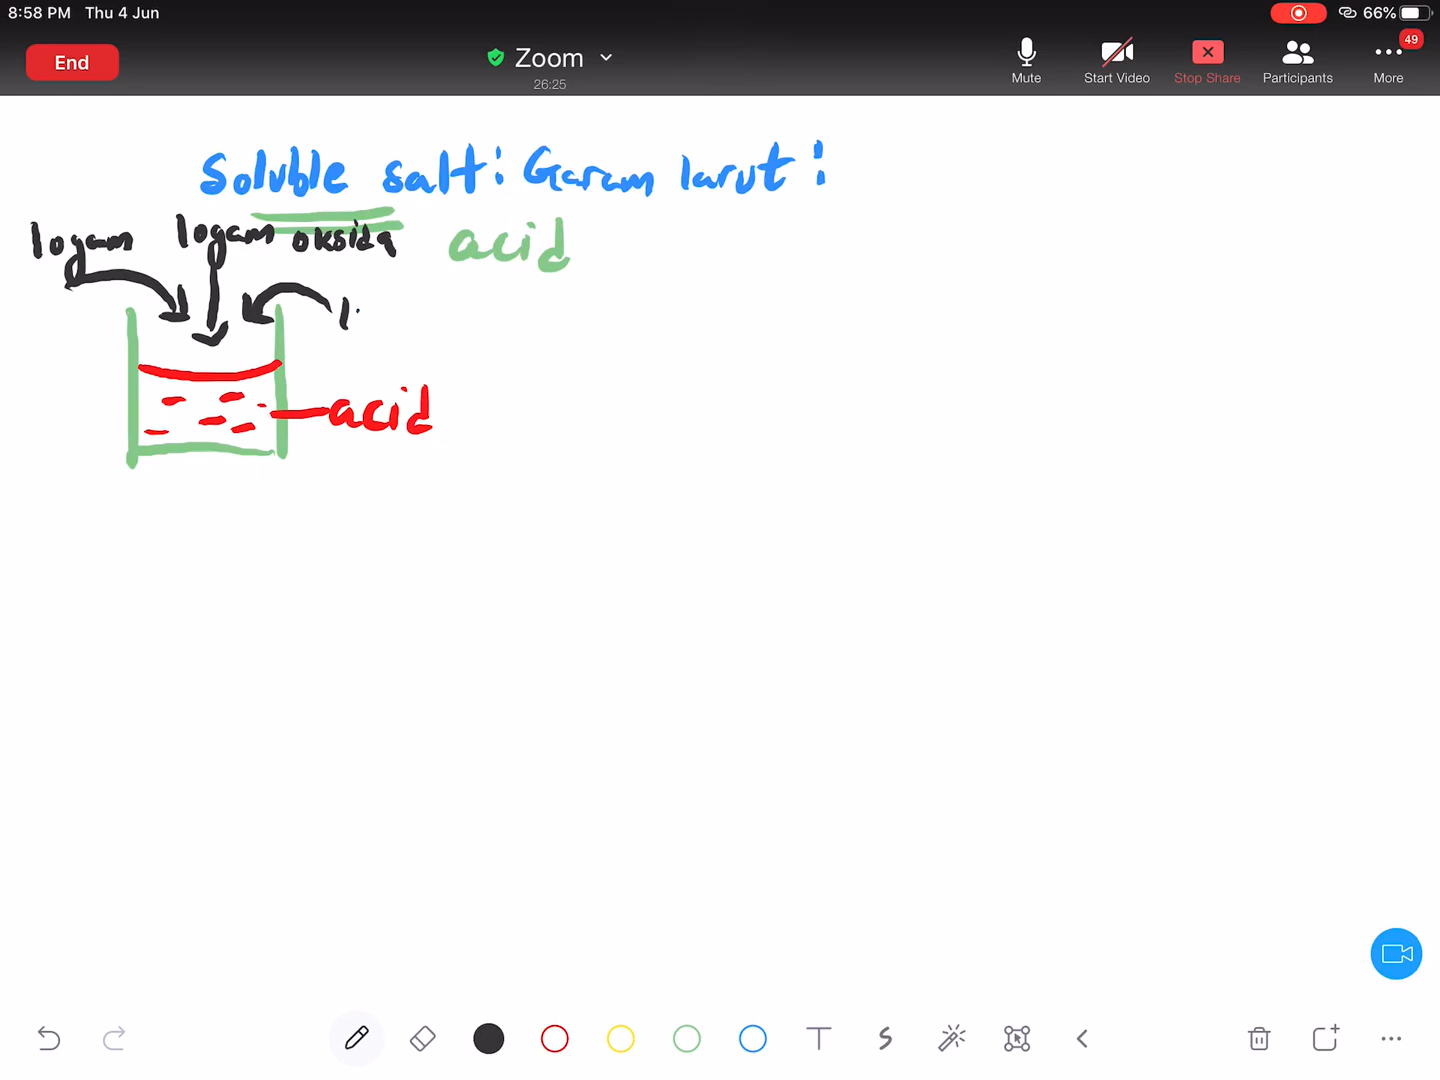 8:58 PM Thu 4 Jun 66%
End Zoom 26:25 Mute Start Video Stop Share Participants More 49
Soluble salt: Garam larut:
logam logam oksida acid
acid
T